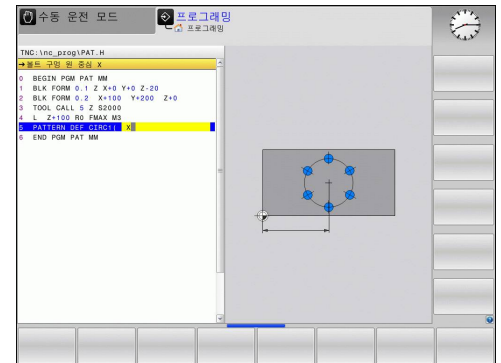 수동 운전 모드
프로그래밍
프로그래밍
TNC:\nc_prog\PAT.H
→볼트 구멍 원 중심 X
0 BEGIN PGM PAT MM
1 BLK FORM 0.1 Z X+0 Y+0 Z-20
2 BLK FORM 0.2 X+100 Y+200 Z+0
3 TOOL CALL 5 Z S2000
4 L Z+100 R0 FMAX M3
5 PATTERN DEF CIRC1( X
6 END PGM PAT MM